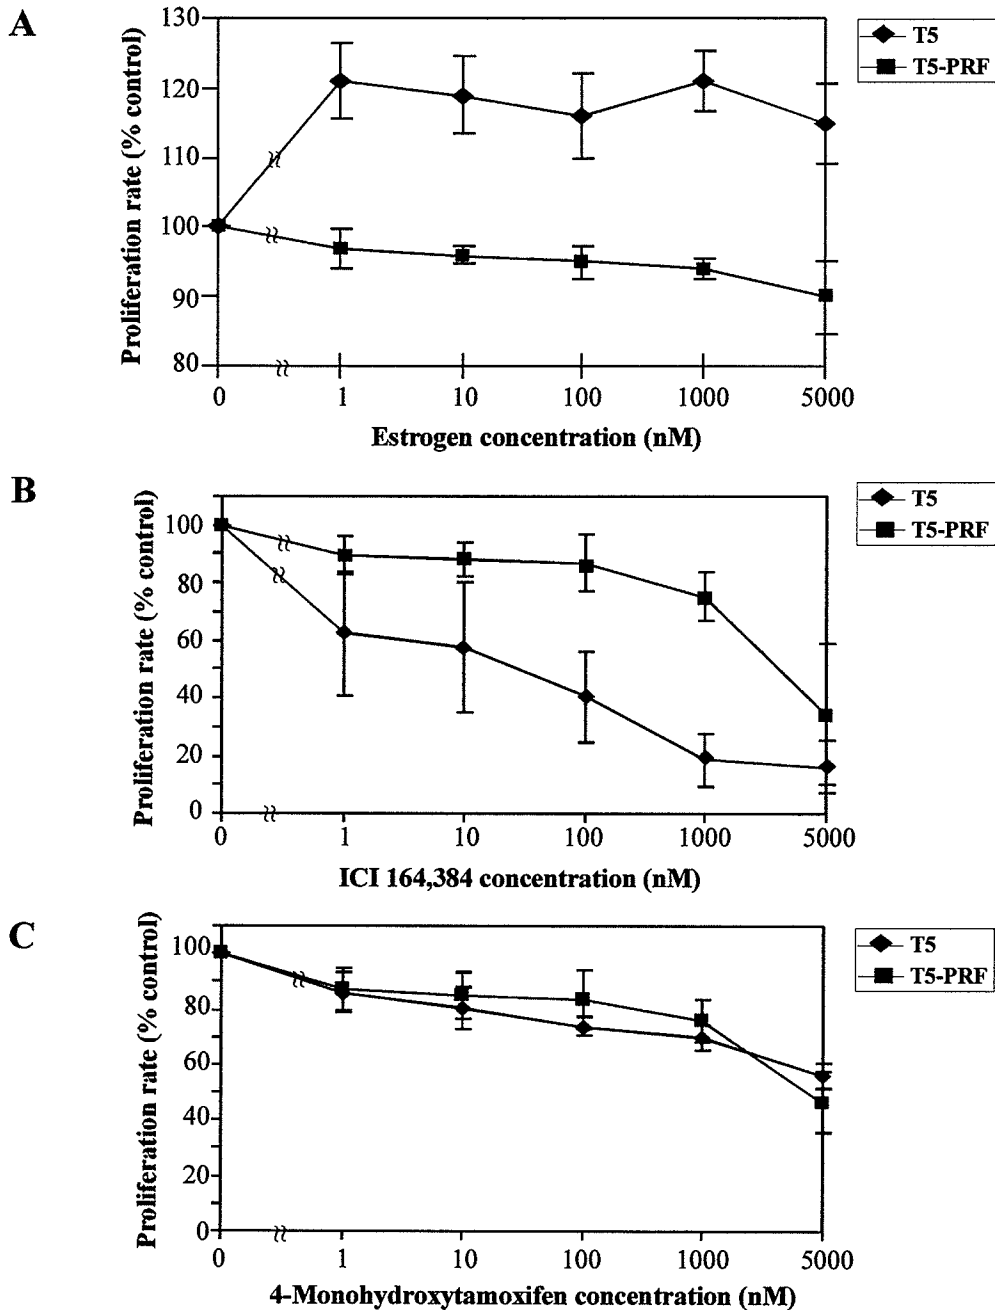 A
Proliferation rate (% control)
130
120
110
100
90
80
0 1 10 100 1000 5000
Estrogen concentration (nM)
T5
T5-PRF
B
Proliferation rate (% control)
100
80
60
40
20
0
0 1 10 100 1000 5000
ICI 164,384 concentration (nM)
T5
T5-PRF
C
Proliferation rate (% control)
100
80
60
40
20
0
0 1 10 100 1000 5000
4-Monohydroxytamoxifen concentration (nM)
T5
T5-PRF